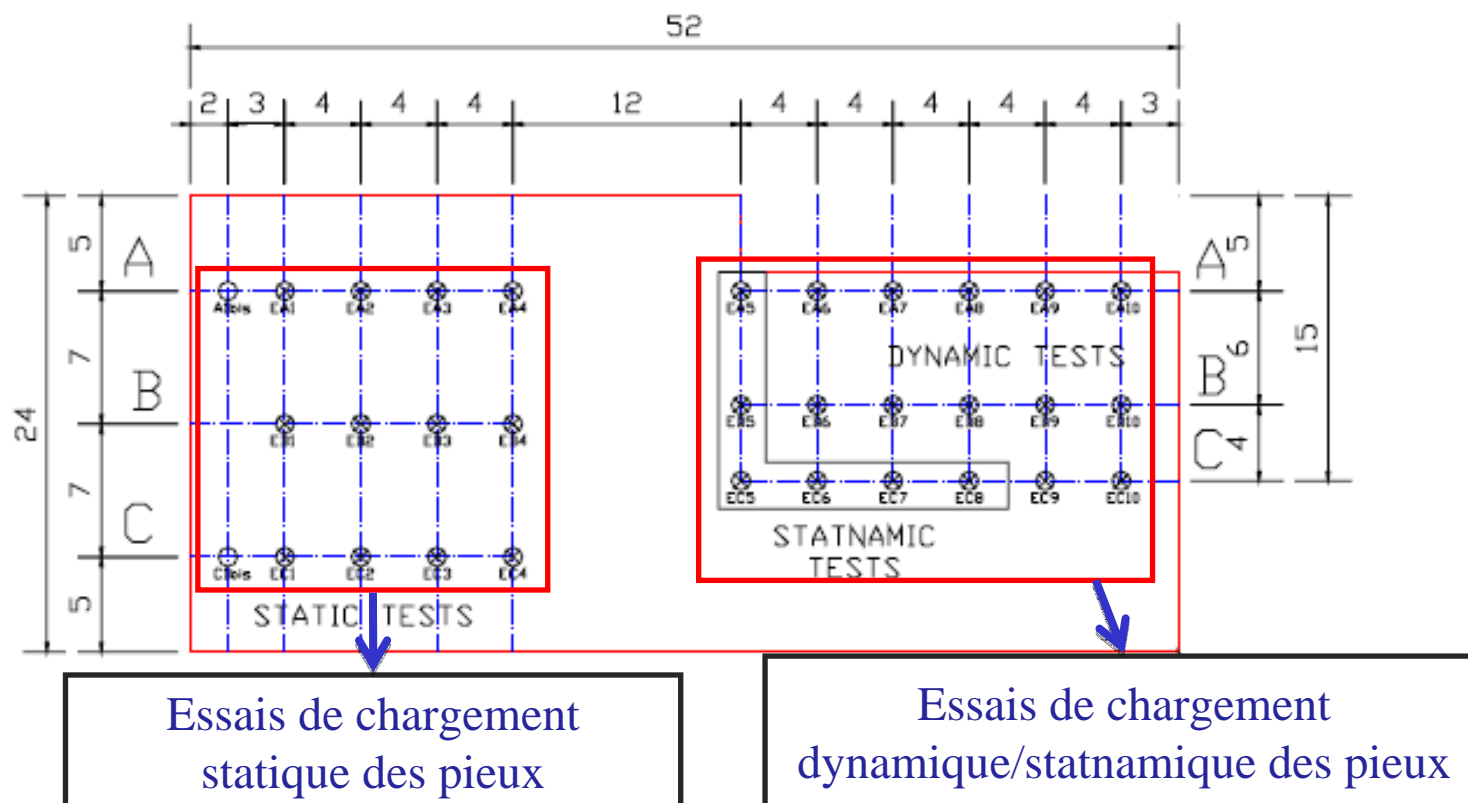 52
2 3 4 4 4 12 4 4 4 4 4 3
5 A A 5
A1bis EA1 EA2 EA3 EA4 EA5 EA6 EA7 EA8 EA9 EA10
7 DYNAMIC TESTS 6 15
24 B B
EB1 EB2 EB3 EB4 EB5 EB6 EB7 EB8 EB9 EB10
7 C 4
C EC5 EC6 EC7 EC8 EC9 EC10
STATNAMIC
TESTS
C1bis EC1 EC2 EC3 EC4
5 STATIC TESTS
Essais de chargement
statique des pieux
Essais de chargement
dynamique/statnamique des pieux